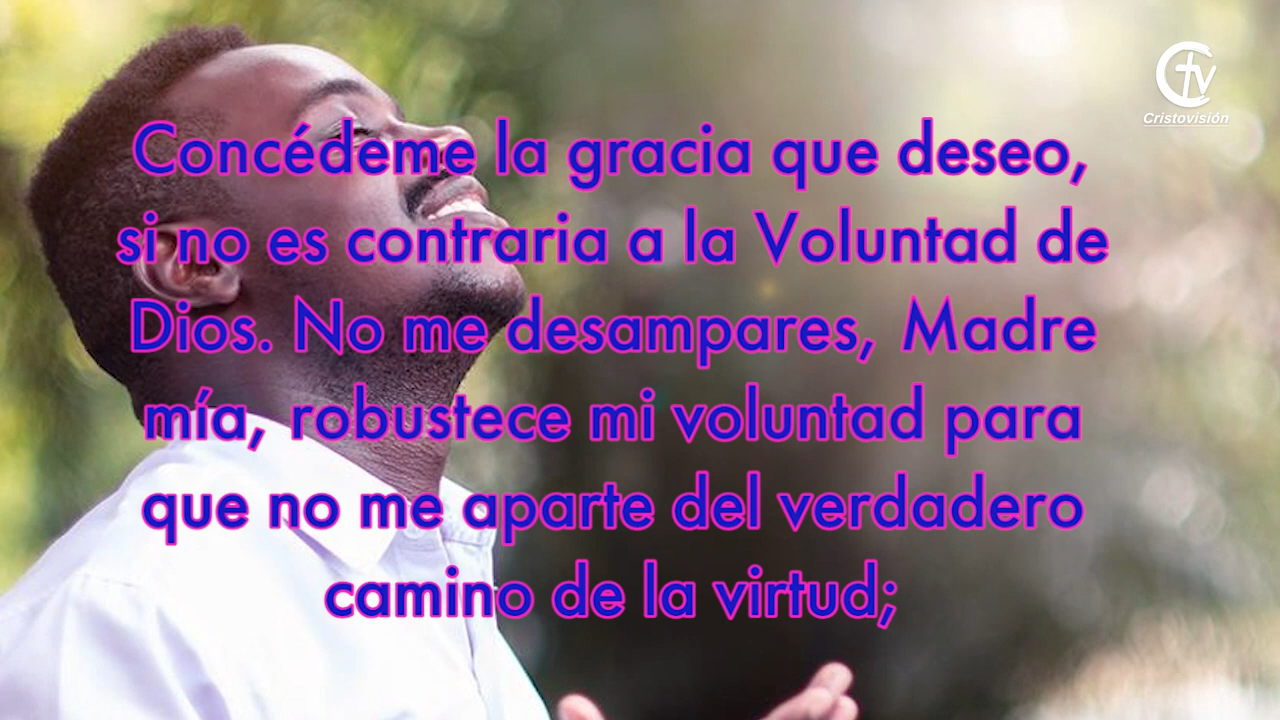 Cristovisión
Concédeme la gracia que deseo,
si no es contraria a la Voluntad de
Dios. No me desampares, Madre
mía, robustece mi voluntad para
que no me aparte del verdadero
camino de la virtud;